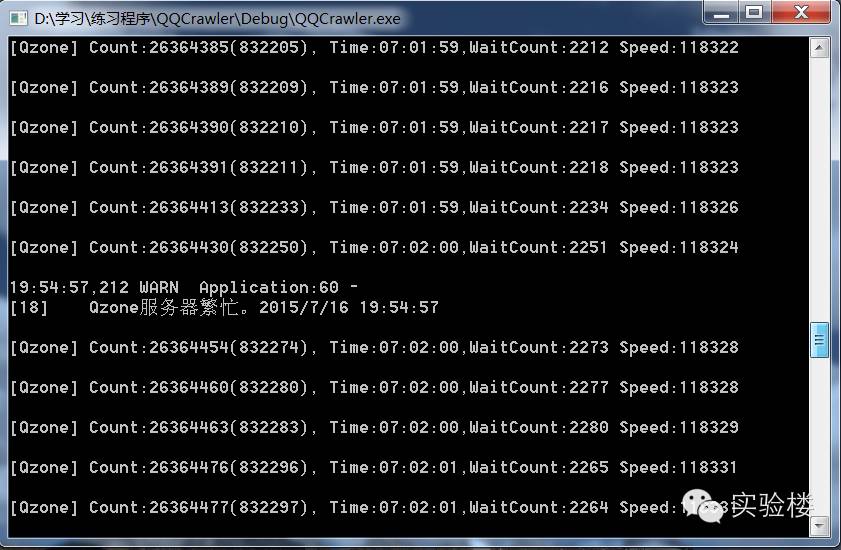 D:\学习\练习程序\QQCrawler\Debug\QQCrawler.exe
[Qzone] Count:26364385(832205), Time:07:01:59,WaitCount:2212 Speed:118322
[Qzone] Count:26364389(832209), Time:07:01:59,WaitCount:2216 Speed:118323
[Qzone] Count:26364390(832210), Time:07:01:59,WaitCount:2217 Speed:118323
[Qzone] Count:26364391(832211), Time:07:01:59,WaitCount:2218 Speed:118323
[Qzone] Count:26364413(832233), Time:07:01:59,WaitCount:2234 Speed:118326
[Qzone] Count:26364430(832250), Time:07:02:00,WaitCount:2251 Speed:118324
19:54:57,212 WARN  Application:60 -
[18]    Qzone服务器繁忙。2015/7/16 19:54:57
[Qzone] Count:26364454(832274), Time:07:02:00,WaitCount:2273 Speed:118328
[Qzone] Count:26364460(832280), Time:07:02:00,WaitCount:2277 Speed:118328
[Qzone] Count:26364463(832283), Time:07:02:00,WaitCount:2280 Speed:118329
[Qzone] Count:26364476(832296), Time:07:02:01,WaitCount:2265 Speed:118331
[Qzone] Count:26364477(832297), Time:07:02:01,WaitCount:2264
实验楼